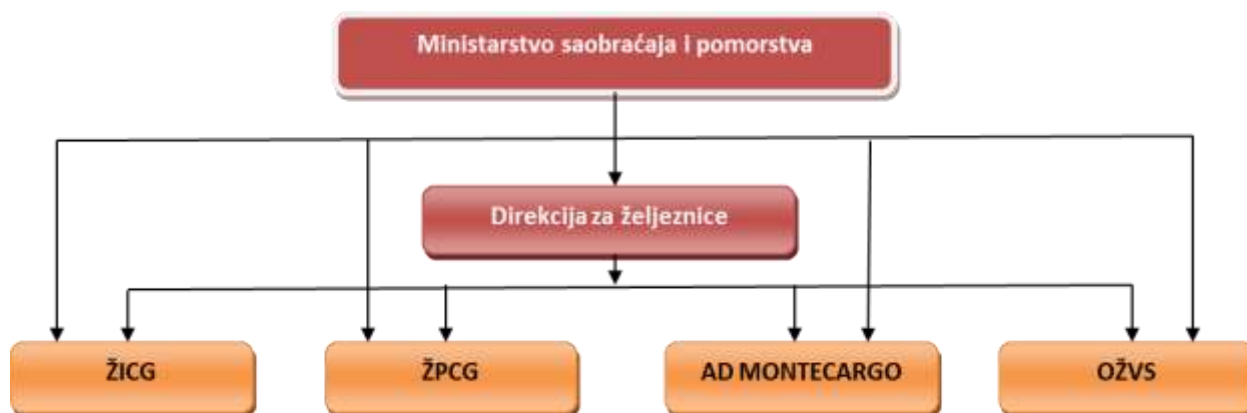 Ministarstvo saobraćaja i pomorstva
Direkcija za željeznice
ŽICG
ŽPCG
AD MONTECARGO
OŽVS